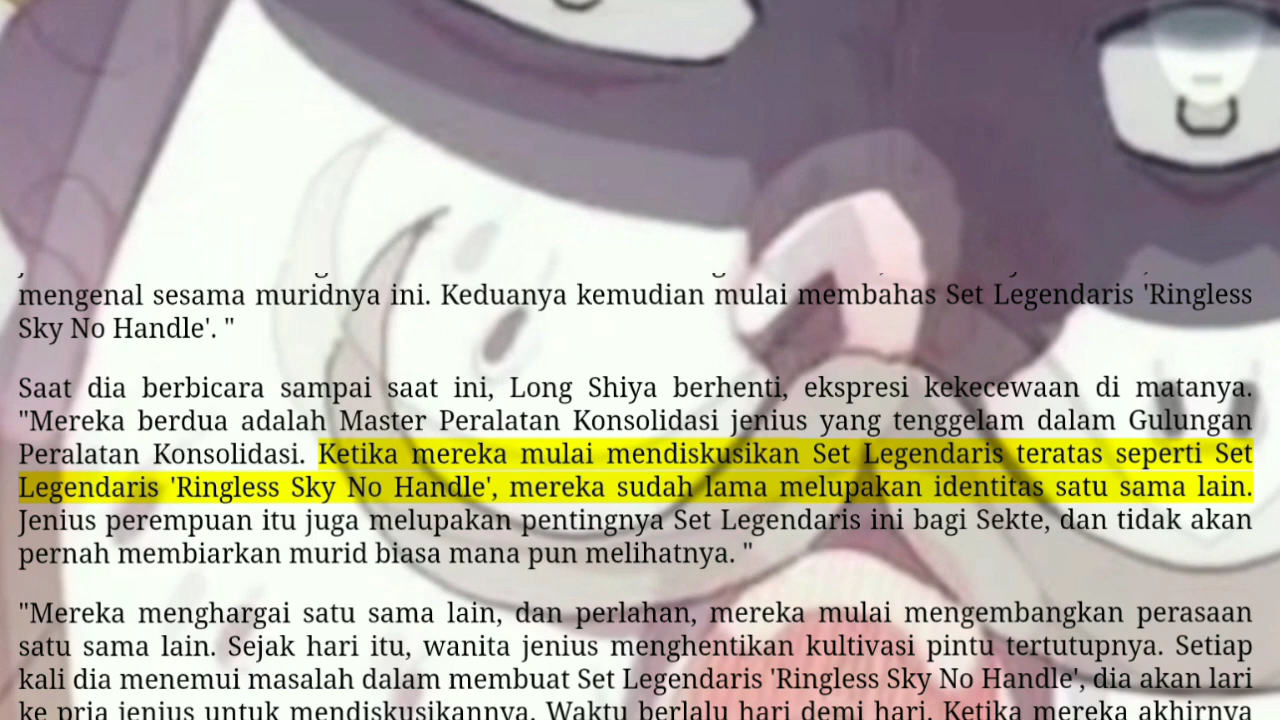 mengenal sesama muridnya ini. Keduanya kemudian mulai membahas Set Legendaris 'Ringless
Sky No Handle'. "
Saat dia berbicara sampai saat ini, Long Shiya berhenti, ekspresi kekecewaan di matanya.
"Mereka berdua adalah Master Peralatan Konsolidasi jenius yang tenggelam dalam Gulungan
Peralatan Konsolidasi. Ketika mereka mulai mendiskusikan Set Legendaris teratas seperti Set
Legendaris 'Ringless Sky No Handle', mereka sudah lama melupakan identitas satu sama lain.
Jenius perempuan itu juga melupakan pentingnya Set Legendaris ini bagi Sekte, dan tidak akan
pernah membiarkan murid biasa mana pun melihatnya. "
"Mereka menghargai satu sama lain, dan perlahan, mereka mulai mengembangkan perasaan
satu sama lain. Sejak hari itu, wanita jenius menghentikan kultivasi pintu tertutupnya. Setiap
kali dia menemui masalah dalam membuat Set Legendaris 'Ringless Sky No Handle', dia akan lari
ke pria jenius untuk mendiskusikannya. Waktu berlalu hari demi hari. Ketika mereka akhirnya